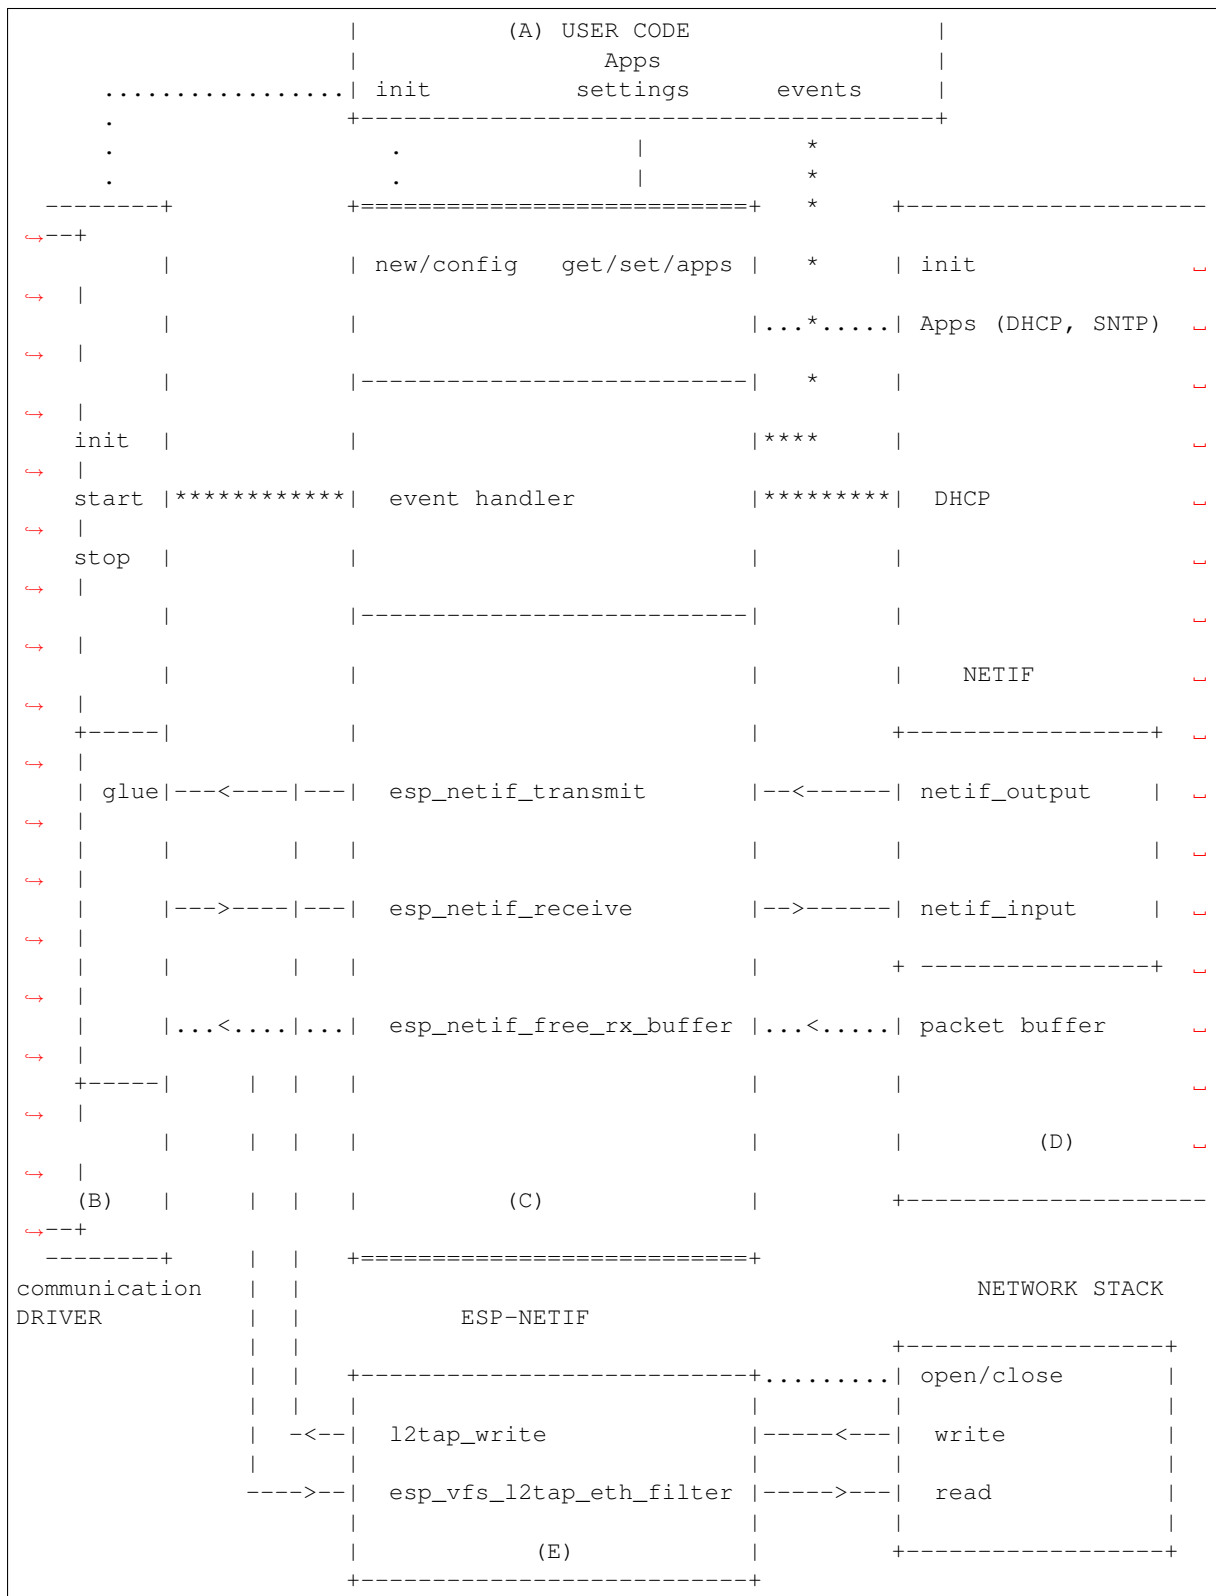 (A) USER CODE
Apps
init settings events
new/config get/set/apps init
Apps (DHCP, SNTP)
init
start event handler DHCP
stop
NETIF
glue esp_netif_transmit netif_output
esp_netif_receive netif_input
esp_netif_free_rx_buffer packet buffer
(D)
(B) (C)
communication NETWORK STACK
DRIVER ESP-NETIF
open/close
l2tap_write write
esp_vfs_l2tap_eth_filter read
(E)